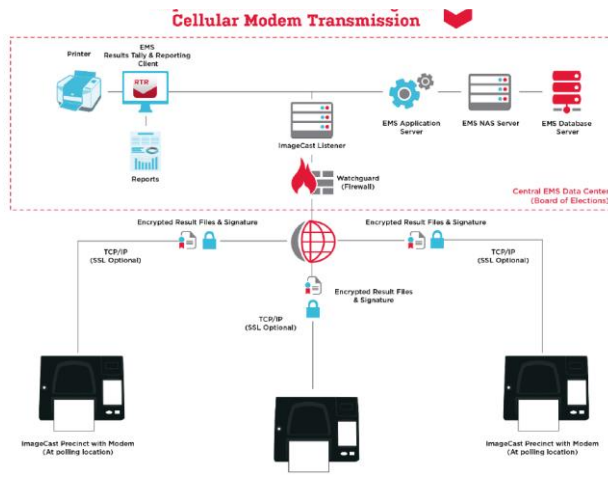 Cellular Modem Transmission
Printer
EMS
Results Tally & Reporting
Client
RTR
Reports
ImageCast Listener
EMS Application
Server
EMS NAS Server
EMS Database
Server
Watchguard
(Firewall)
Central EMS Data Center
(Board of Elections)
Encrypted Result Files & Signature
Encrypted Result Files & Signature
TCP/IP
(SSL Optional)
TCP/IP
(SSL Optional)
Encrypted Result Files
& Signature
TCP/IP
(SSL Optional)
ImageCast Precinct with Modem
(At polling location)
ImageCast Precinct with Modem
(At polling location)